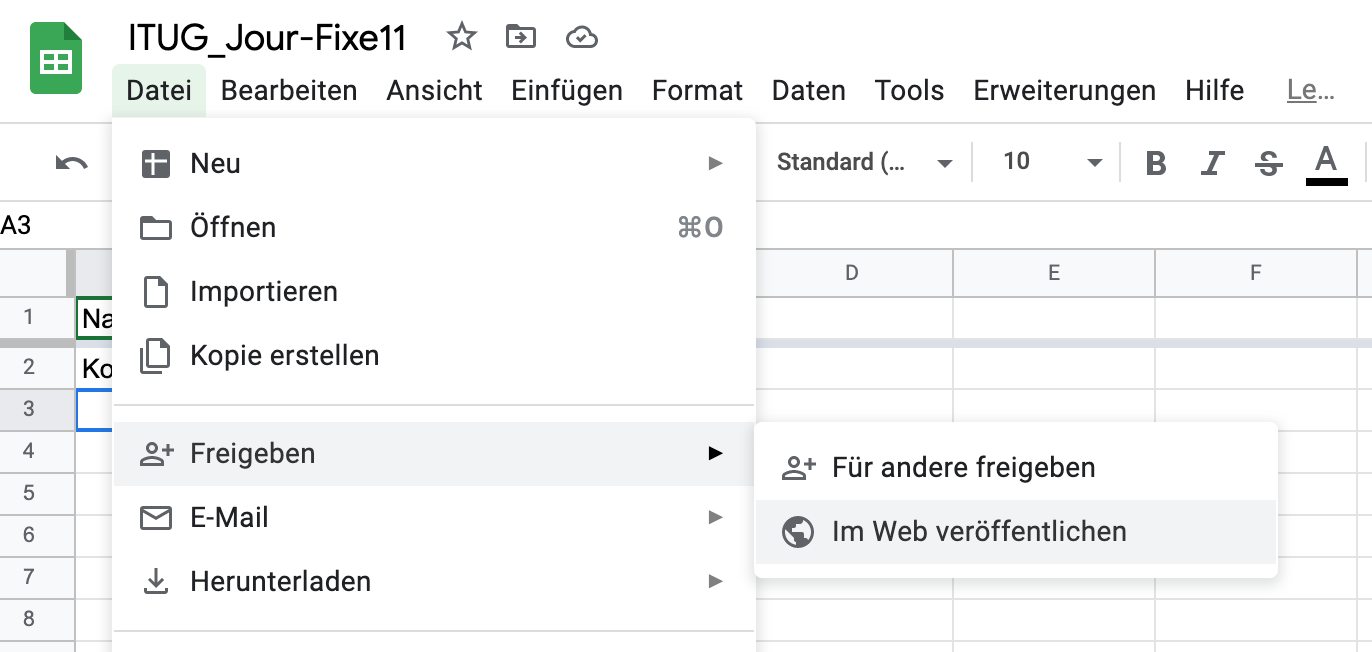 ITUG_Jour-Fixe11
Datei Bearbeiten Ansicht Einfügen Format Daten Tools Erweiterungen Hilfe Le...
Standard (... 10 B I S A
A3
Neu
Öffnen ⌘O
Importieren
Kopie erstellen
Freigeben
E-Mail
Herunterladen
Für andere freigeben
Im Web veröffentlichen
D E F
1 Na
2 Ko
3
4
5
6
7
8